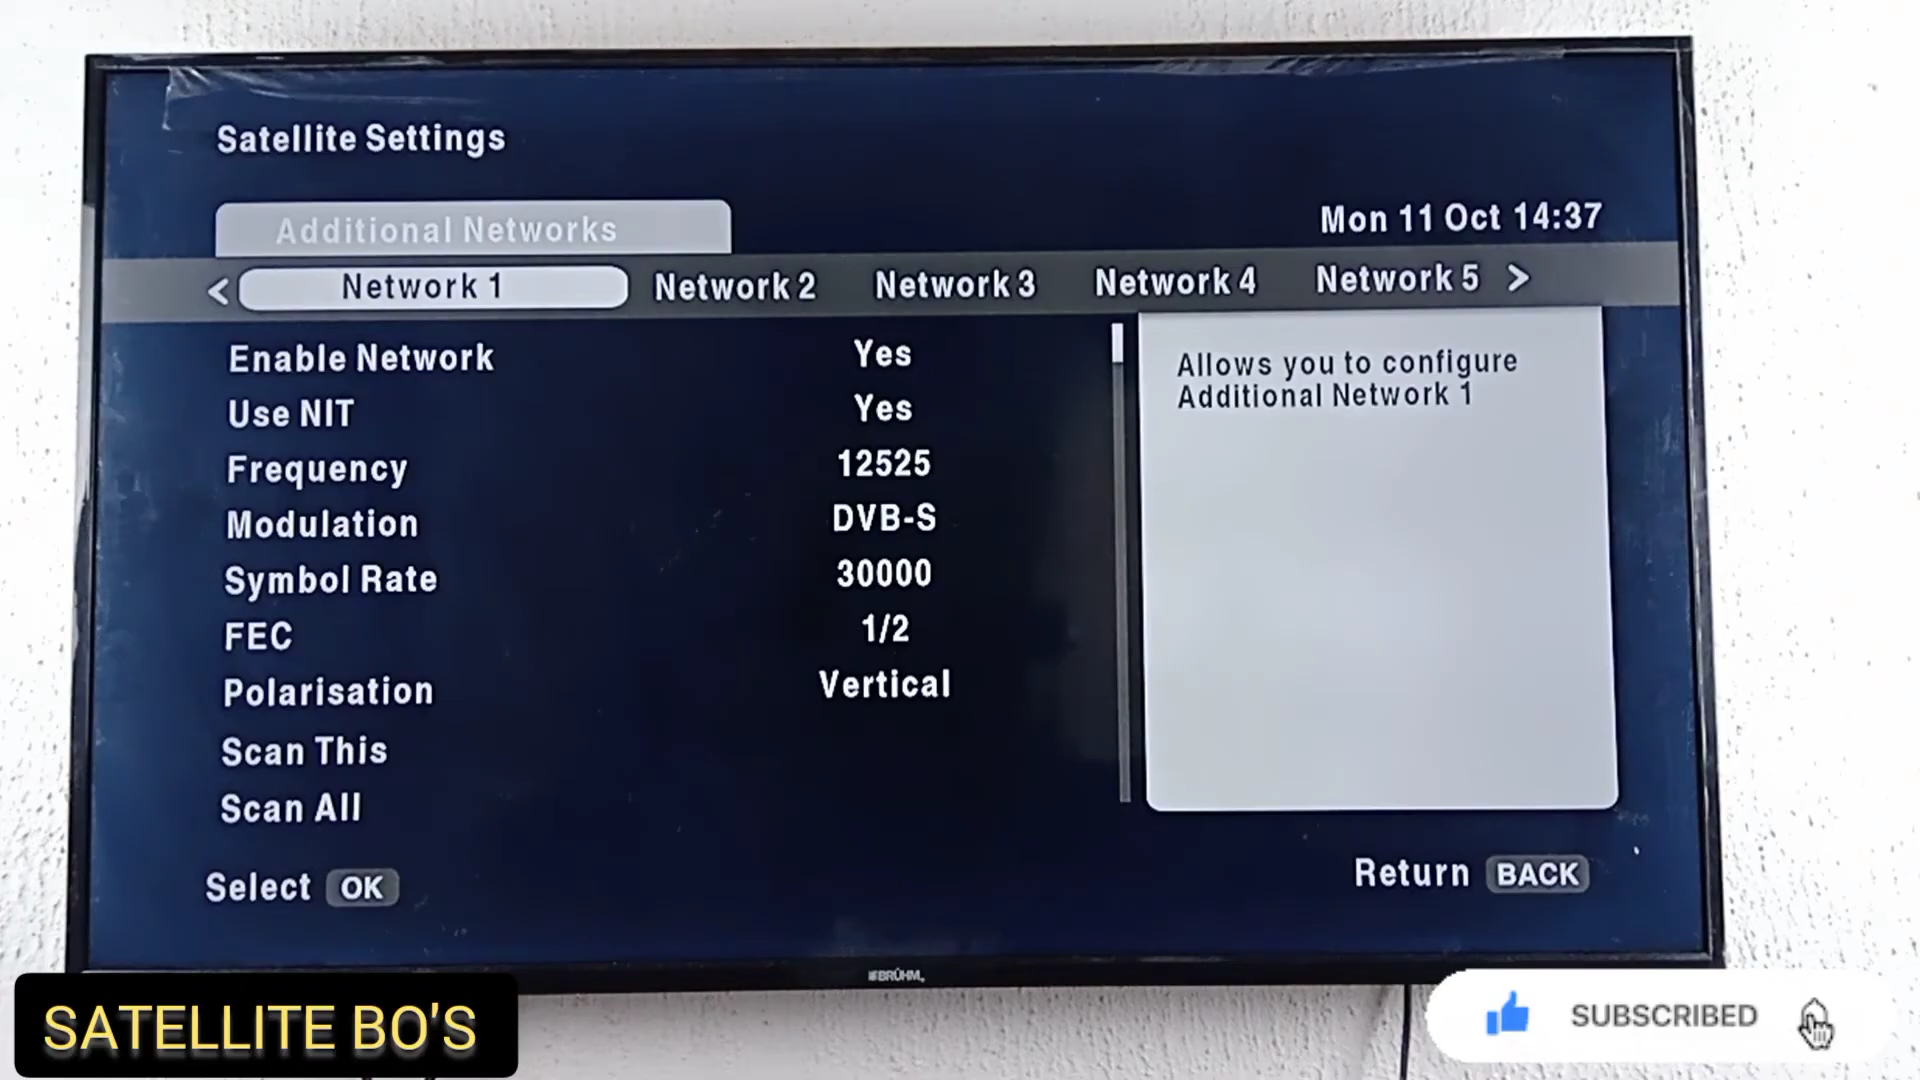 Satellite Settings
Additional Networks
Mon 11 Oct 14:37
< Network 1 Network 2 Network 3 Network 4 Network 5 >
Enable Network Yes
Use NIT Yes
Frequency 12525
Modulation DVB-S
Symbol Rate 30000
FEC 1/2
Polarisation Vertical
Scan This
Scan All
Allows you to configure
Additional Network 1
Select OK
Return BACK
BRÜHM
SATELLITE BO'S
SUBSCRIBED